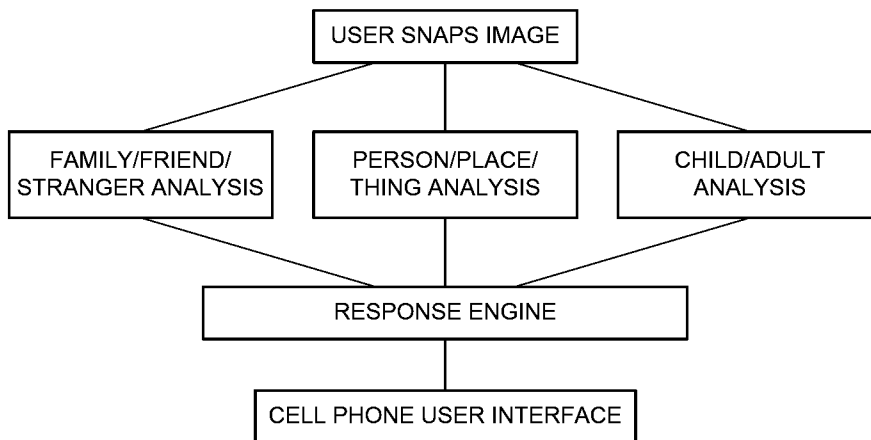 USER SNAPS IMAGE
FAMILY/FRIEND/
STRANGER ANALYSIS
PERSON/PLACE/
THING ANALYSIS
CHILD/ADULT
ANALYSIS
RESPONSE ENGINE
CELL PHONE USER INTERFACE